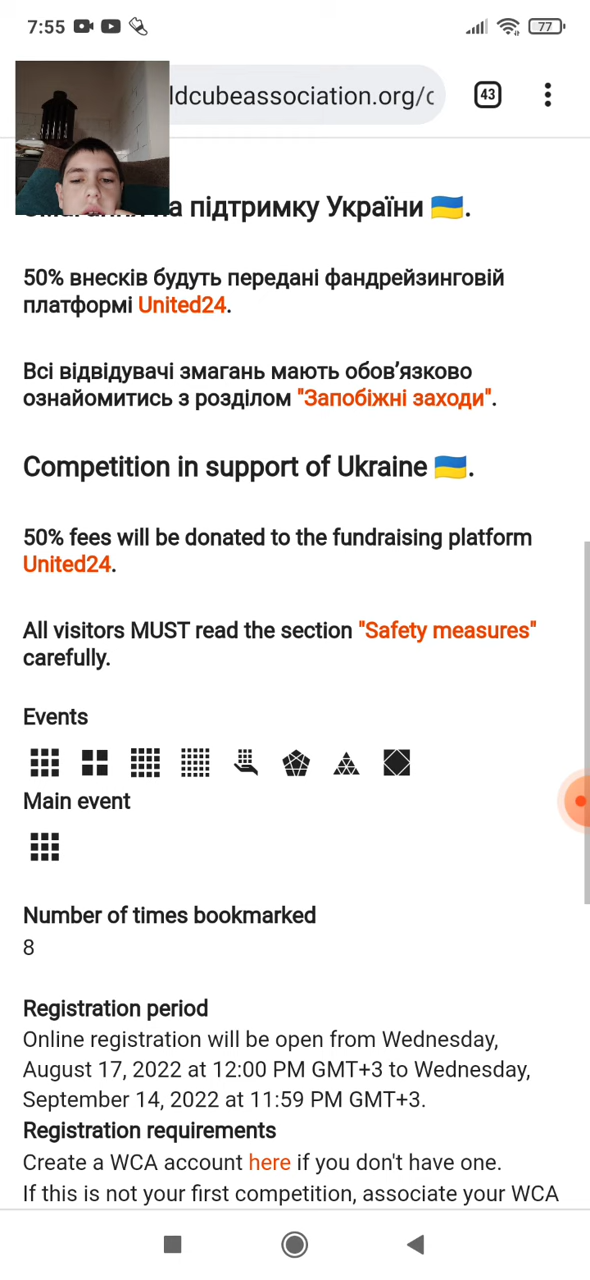 7:55
77
ldcubeassociation.org/c
43
на підтримку України 🇺🇦.
50% внесків будуть передані фандрейзинговій
платформі United24.
Всі відвідувачі змагань мають обов’язково
ознайомитись з розділом "Запобіжні заходи".
Competition in support of Ukraine 🇺🇦.
50% fees will be donated to the fundraising platform
United24.
All visitors MUST read the section "Safety measures"
carefully.
Events
Main event
Number of times bookmarked
8
Registration period
Online registration will be open from Wednesday,
August 17, 2022 at 12:00 PM GMT+3 to Wednesday,
September 14, 2022 at 11:59 PM GMT+3.
Registration requirements
Create a WCA account here if you don't have one.
If this is not your first competition, associate your WCA